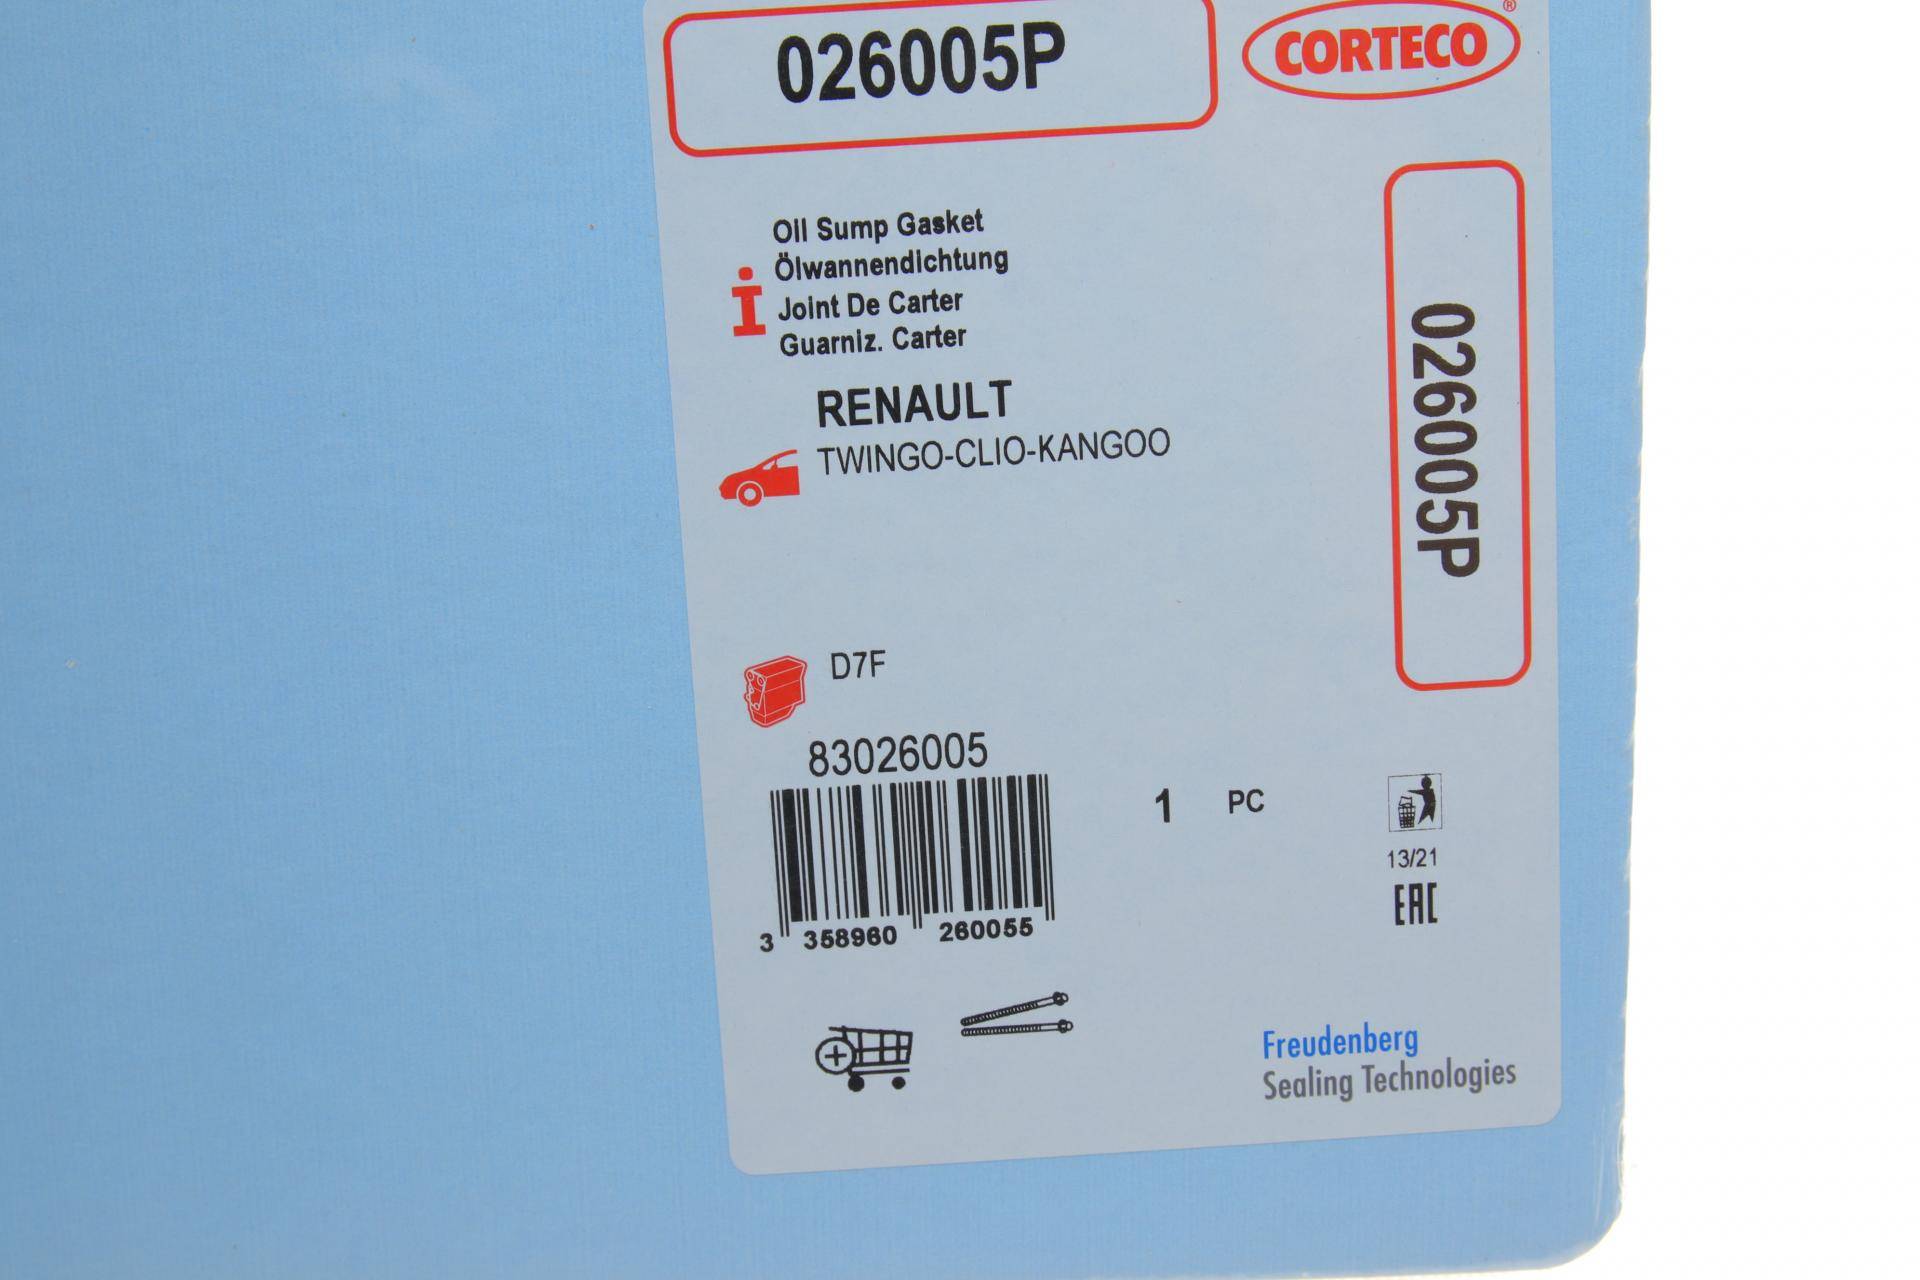 026005P
CORTECO®
Oil Sump Gasket
Ölwannendichtung
Joint De Carter
Guarniz. Carter
RENAULT
TWINGO-CLIO-KANGOO
026005P
D7F
83026005
1 PC
13/21
EAC
3 358960 260055
Freudenberg
Sealing Technologies